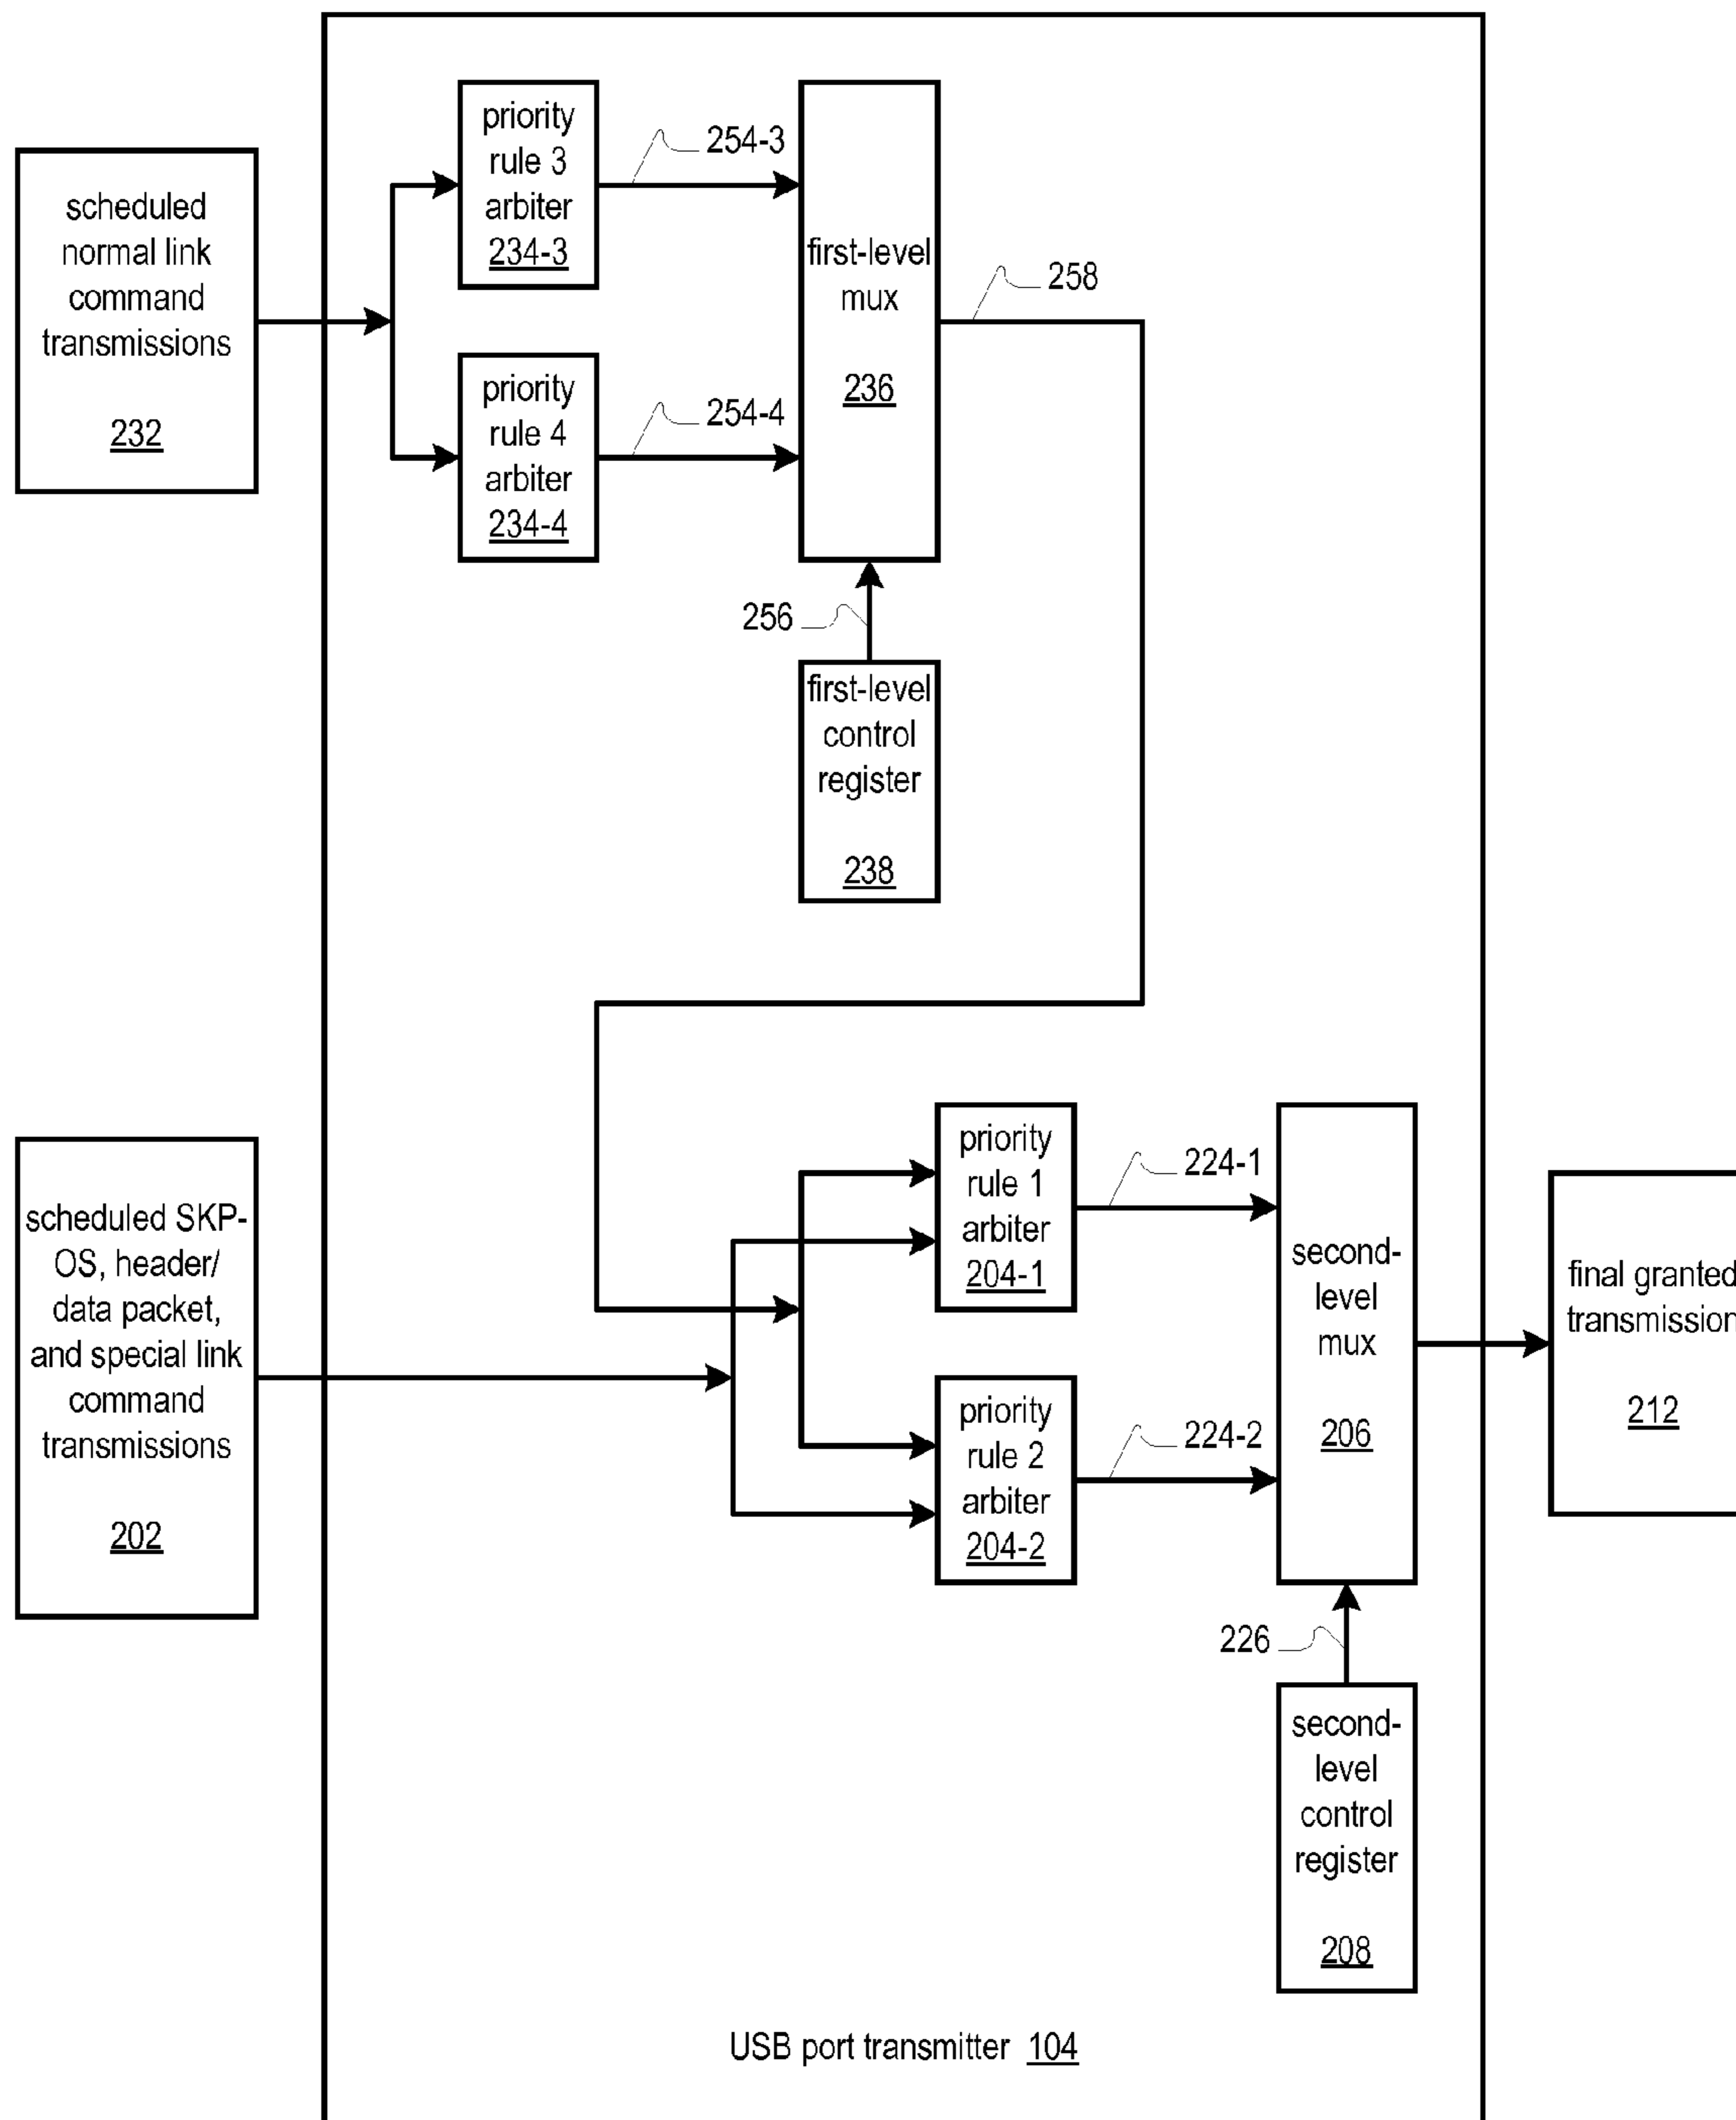 scheduled
normal link
command
transmissions
232
priority
rule 3
arbiter
234-3
254-3
priority
rule 4
arbiter
234-4
254-4
first-level
mux
236
258
256
first-level
control
register
238
scheduled SKP-
OS, header/
data packet,
and special link
command
transmissions
202
priority
rule 1
arbiter
204-1
224-1
priority
rule 2
arbiter
204-2
224-2
second-
level
mux
206
226
second-
level
control
register
208
final granted
transmission
212
USB port transmitter 104